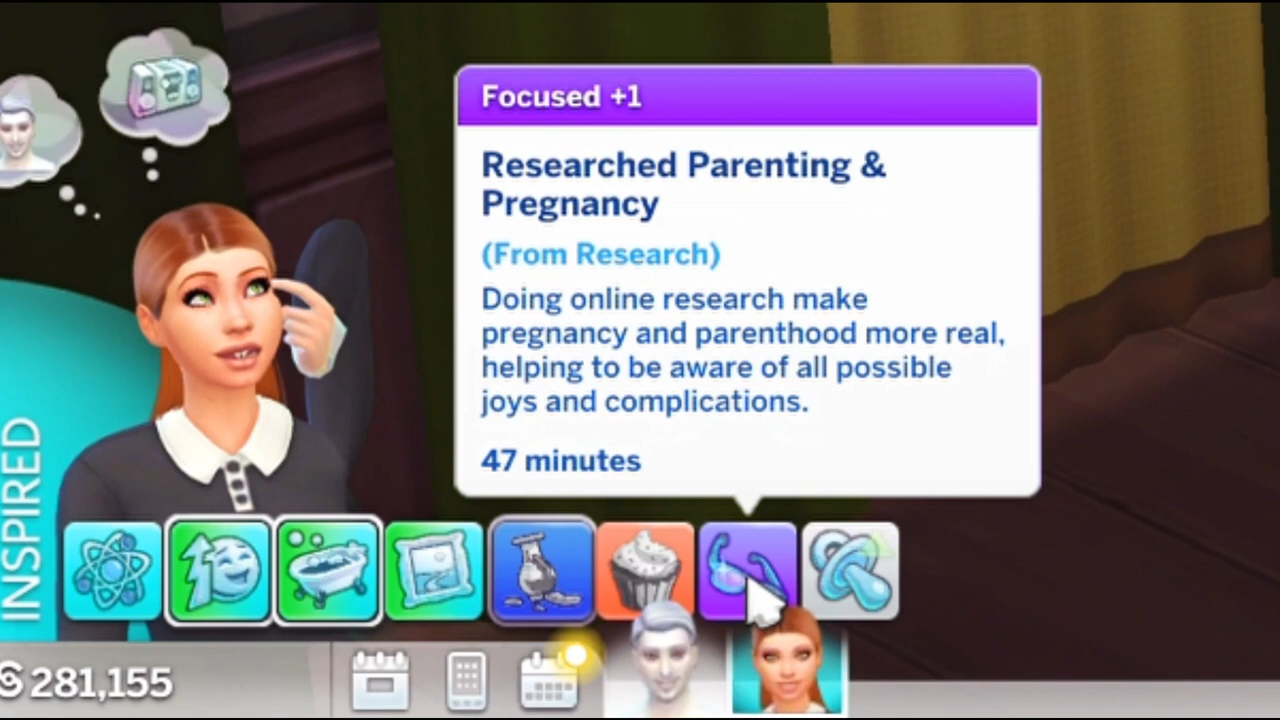 Focused +1
Researched Parenting &
Pregnancy
(From Research)
Doing online research make
pregnancy and parenthood more real,
helping to be aware of all possible
joys and complications.
47 minutes
INSPIRED
§281,155